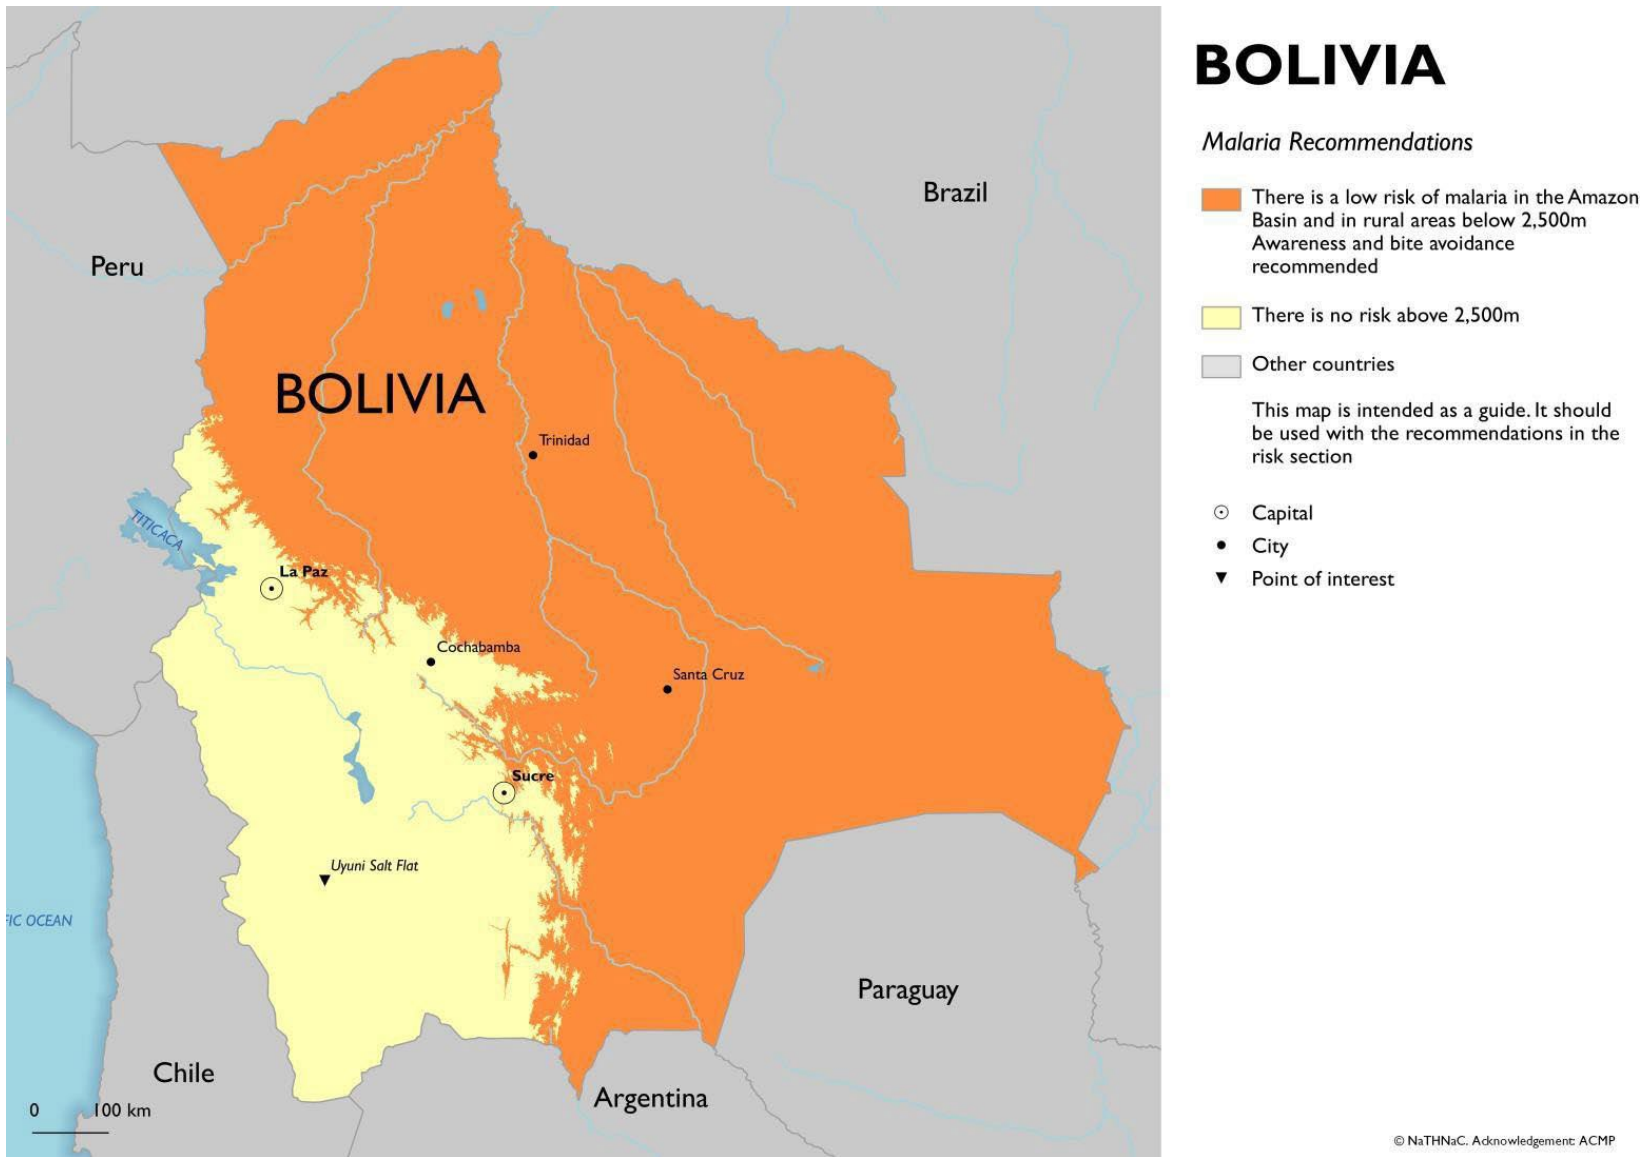 BOLIVIA
Malaria Recommendations
There is a low risk of malaria in the Amazon
Basin and in rural areas below 2,500m
Awareness and bite avoidance
recommended
There is no risk above 2,500m
Other countries
This map is intended as a guide. It should
be used with the recommendations in the
risk section
Capital
City
Point of interest
Brazil
Peru
BOLIVIA
Trinidad
TITICACA
La Paz
Cochabamba
Santa Cruz
Sucre
Uyuni Salt Flat
FIC OCEAN
Paraguay
Chile
Argentina
0 100 km
© NaTHNaC. Acknowledgement: ACMP